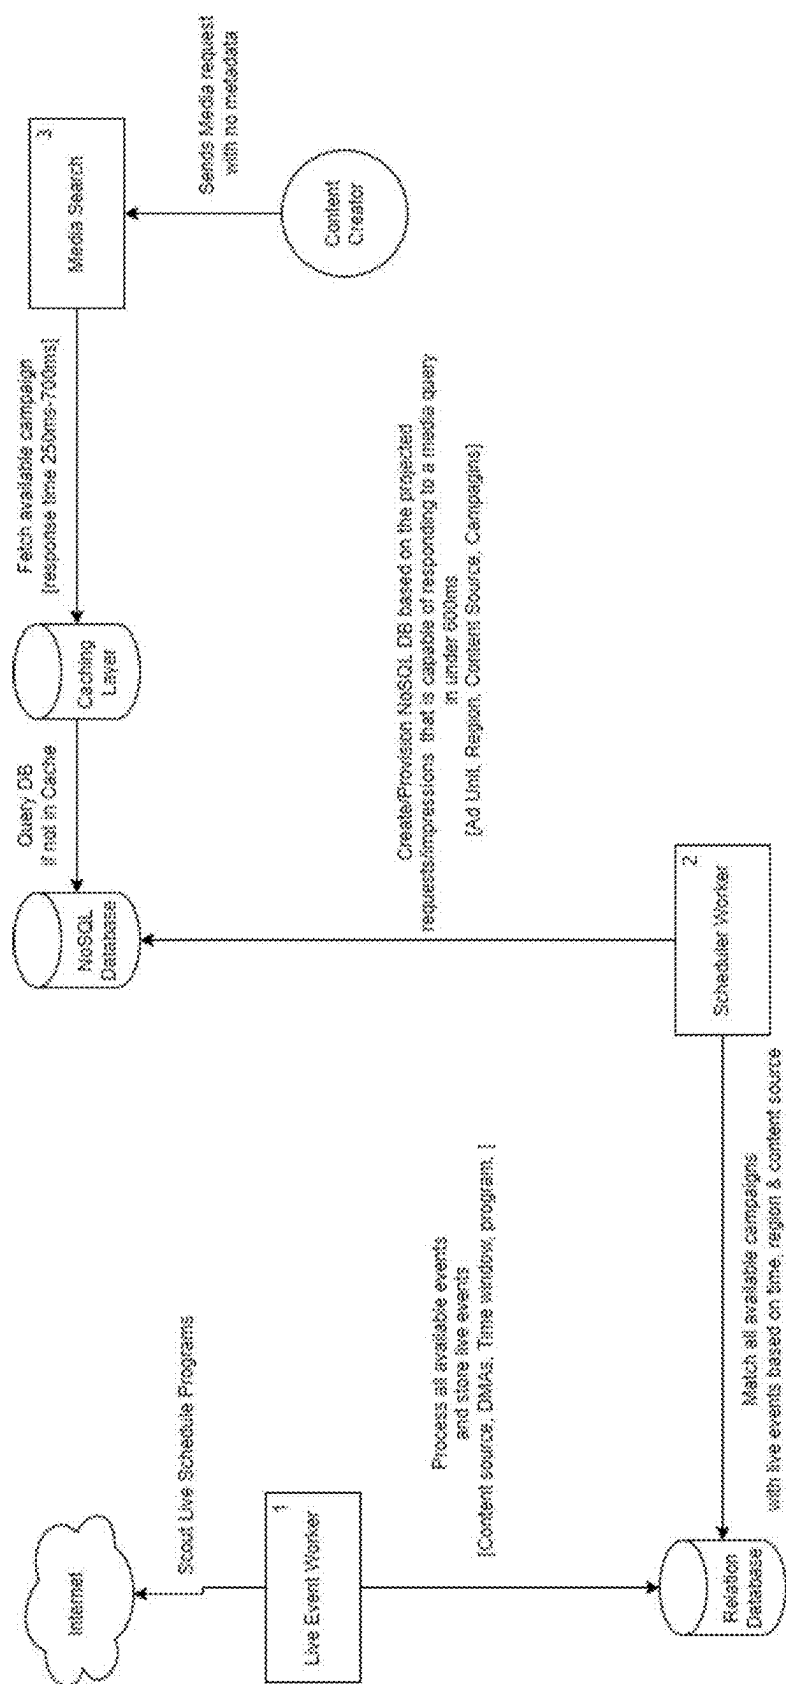 Internet
Scout Live Schedule Programs
1
Live Event Worker
Process all available events
and store live events
[Content source, DMAs, Time window, program, ]
Relation
Database
Match all available campaigns
with live events based on time, region & content source
2
Scheduler Worker
Create/Provision NoSQL DB based on the projected
requests/impressions that is capable of responding to a media query
in under 600ms
[Ad Unit, Region, Content Source, Campagins]
NoSQL
Database
Query DB
if not in Cache
Caching
Layer
Fetch available campaign
[response time 250ms-700ms]
3
Media Search
Sends Media request
with no metadata
Content
Creator